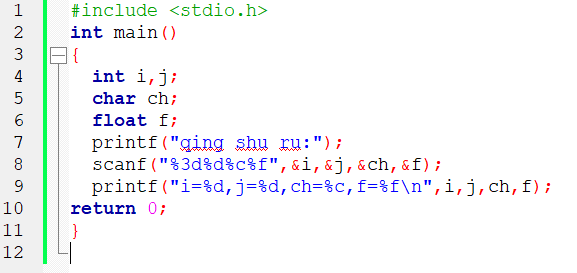 1 #include <stdio.h>
2 int main()
3 {
4 int i,j;
5 char ch;
6 float f;
7 printf("qing shu ru:");
8 scanf("%3d%d%c%f",&i,&j,&ch,&f);
9 printf("i=%d,j=%d,ch=%c,f=%f\n",i,j,ch,f);
10 return 0;
11 }
12